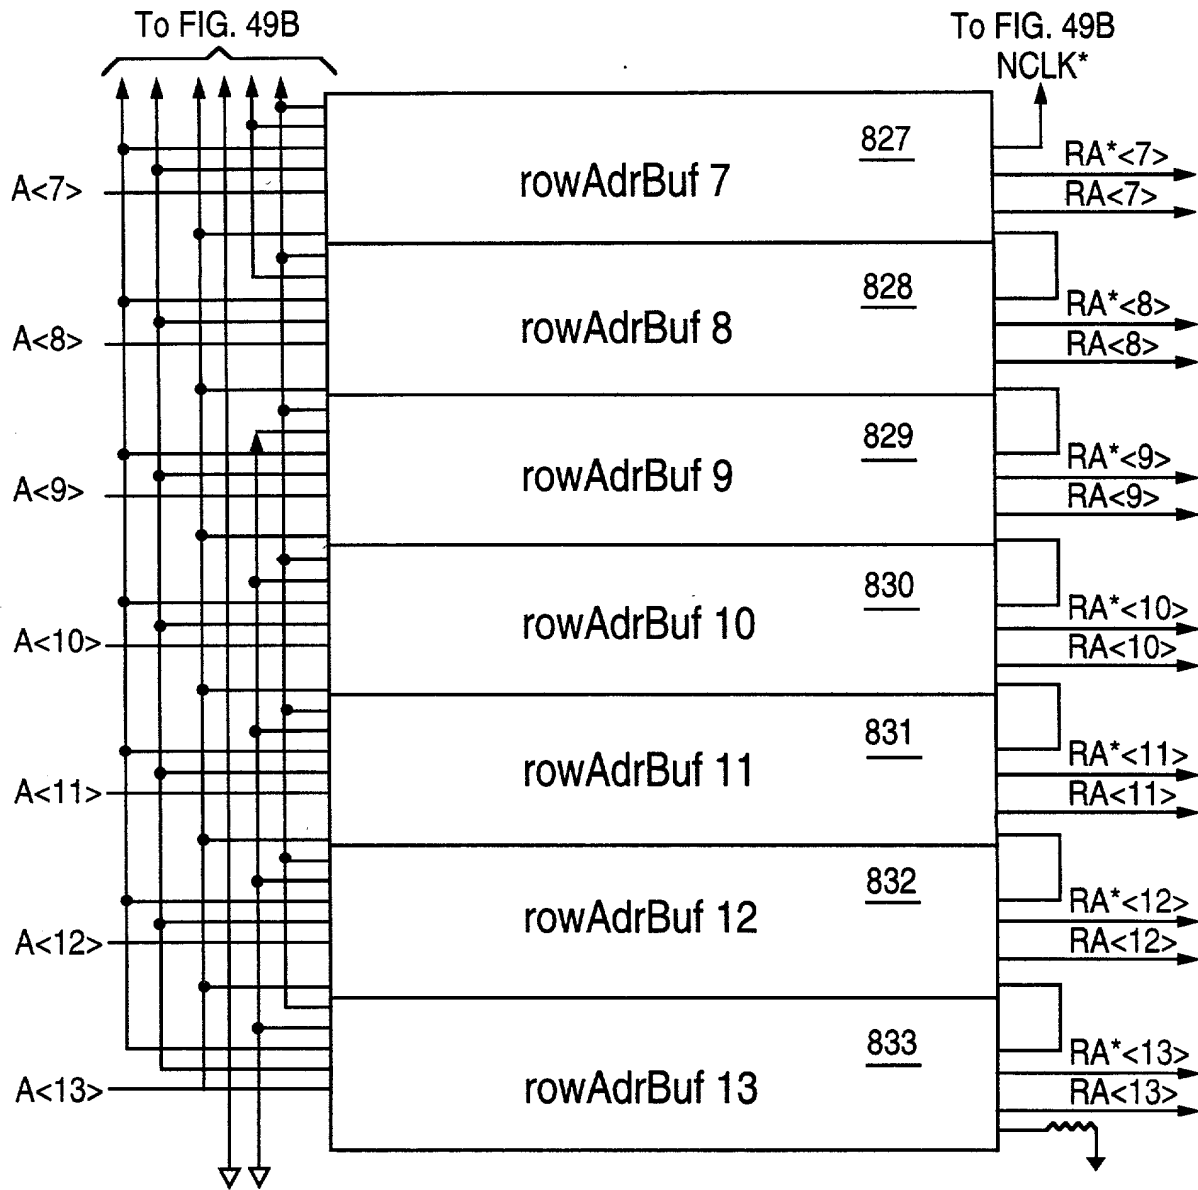 To FIG. 49B
To FIG. 49B
NCLK*
827
RA*<7>
rowAdrBuf 7
A<7>
RA<7>
828
RA*<8>
rowAdrBuf 8
A<8>
RA<8>
829
RA*<9>
rowAdrBuf 9
A<9>
RA<9>
830
RA*<10>
rowAdrBuf 10
A<10>
RA<10>
831
RA*<11>
rowAdrBuf 11
A<11>
RA<11>
832
RA*<12>
rowAdrBuf 12
A<12>
RA<12>
833
RA*<13>
rowAdrBuf 13
A<13>
RA<13>